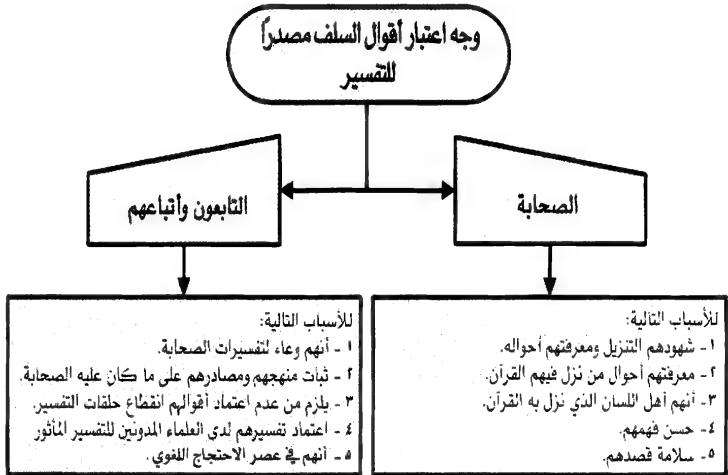 وجه اعتبار أقوال السلف مصدراً
للتفسير
الصحابة
التابعون وأتباعهم
للأسباب التالية:
١ - شهودهم التنزيل ومعرفتهم أحواله.
٢ - معرفتهم أحوال من نزل فيهم القرآن.
٣ - أنهم أهل اللسان الذي نزل به القرآن.
٤ - حسن فهمهم.
٥ - سلامة قصدهم.
للأسباب التالية:
١ - أنهم وعاء لتفسيرات الصحابة.
٢ - ثبات منهجهم ومصادرهم على ما كان عليه الصحابة.
٣ - يلزم من عدم اعتماد أقوالهم انقطاع حلقات التفسير.
٤ - اعتماد تفسيرهم لدي العلماء المدونين للتفسير المأثور
٥ - أنهم في عصر الاحتجاج اللغوي.